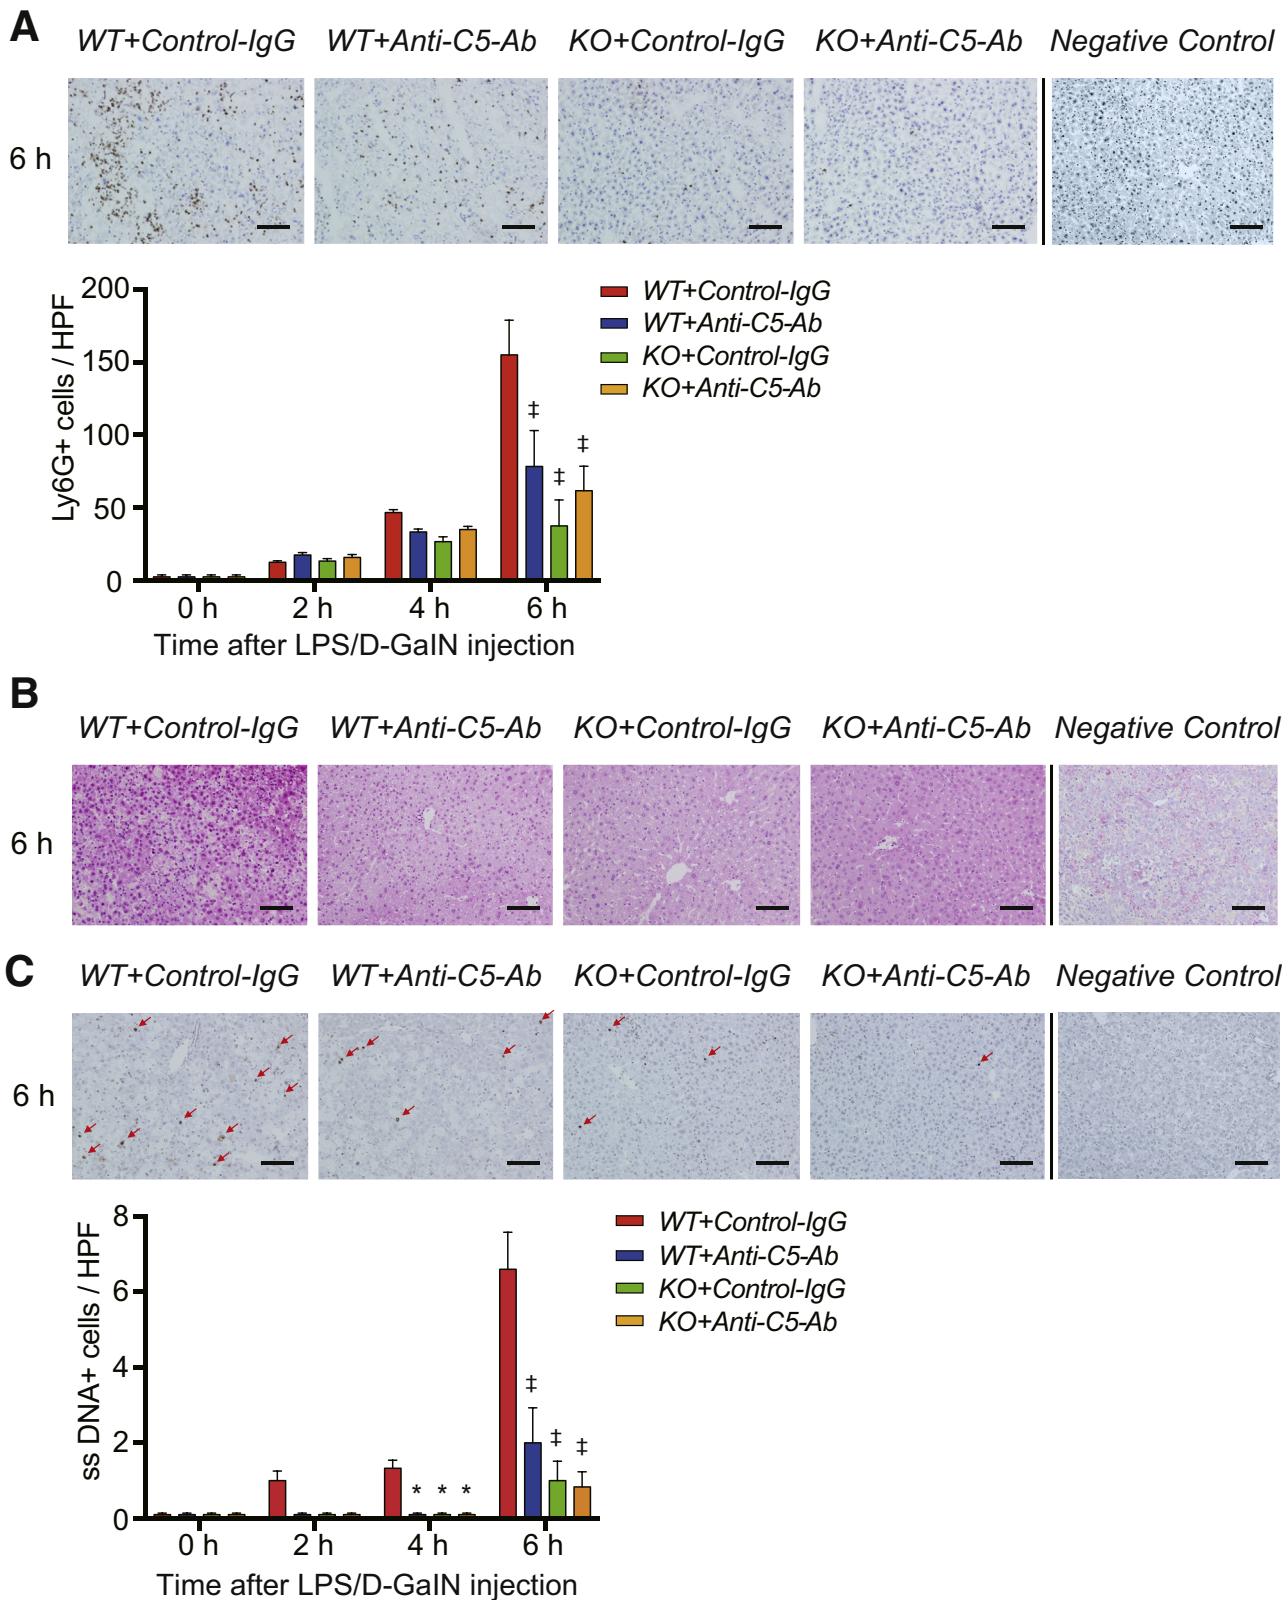 A
WT+Control-IgG WT+Anti-C5-Ab KO+Control-IgG KO+Anti-C5-Ab Negative Control
6 h
Ly6G+ cells / HPF
200
150
100
50
0
WT+Control-IgG
WT+Anti-C5-Ab
KO+Control-IgG
KO+Anti-C5-Ab
‡ ‡ ‡
0 h 2 h 4 h 6 h
Time after LPS/D-GalN injection
B
WT+Control-IgG WT+Anti-C5-Ab KO+Control-IgG KO+Anti-C5-Ab Negative Control
6 h
C
WT+Control-IgG WT+Anti-C5-Ab KO+Control-IgG KO+Anti-C5-Ab Negative Control
6 h
ss DNA+ cells / HPF
8
6
4
2
0
WT+Control-IgG
WT+Anti-C5-Ab
KO+Control-IgG
KO+Anti-C5-Ab
* * * ‡ ‡ ‡
0 h 2 h 4 h 6 h
Time after LPS/D-GalN injection